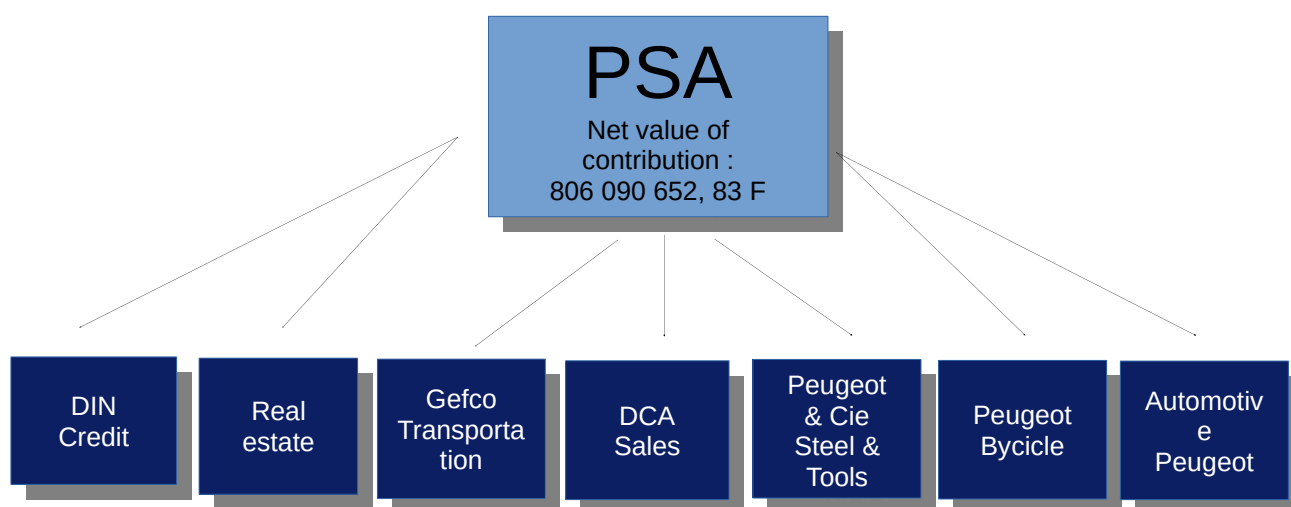 PSA
Net value of
contribution :
806 090 652, 83 F
DIN
Credit
Real
estate
Gefco
Transporta
tion
DCA
Sales
Peugeot
& Cie
Steel &
Tools
Peugeot
Bycicle
Automotiv
e
Peugeot